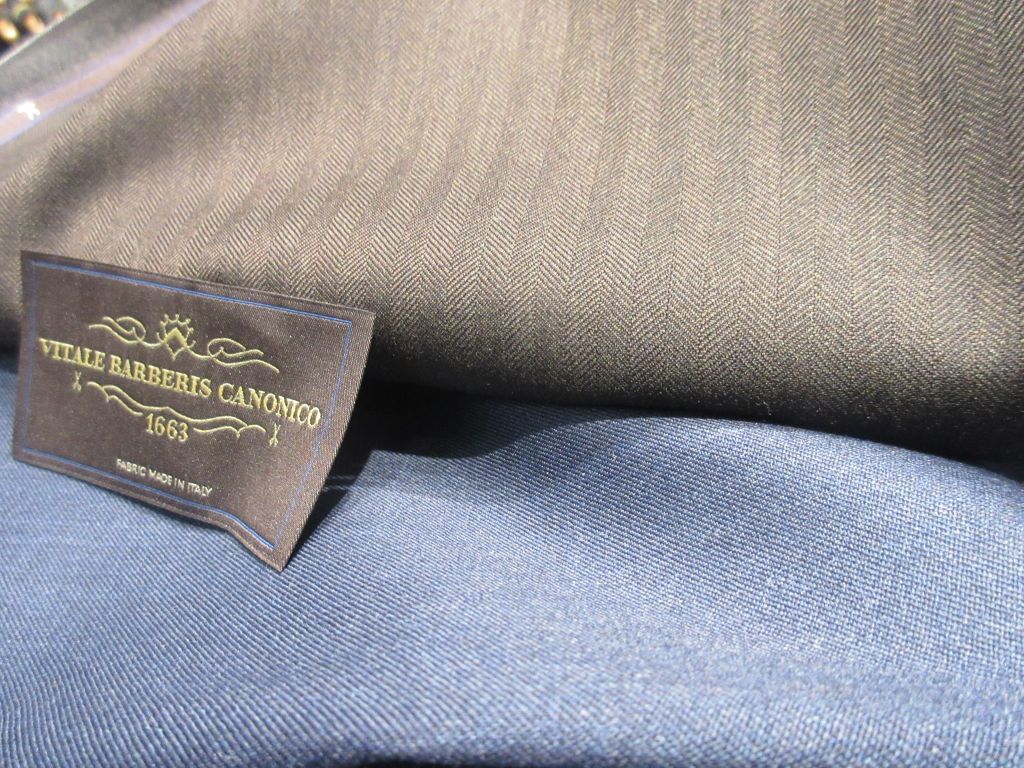 VITALE BARBERIS CANONICO
1663
FABRIC MADE IN ITALY